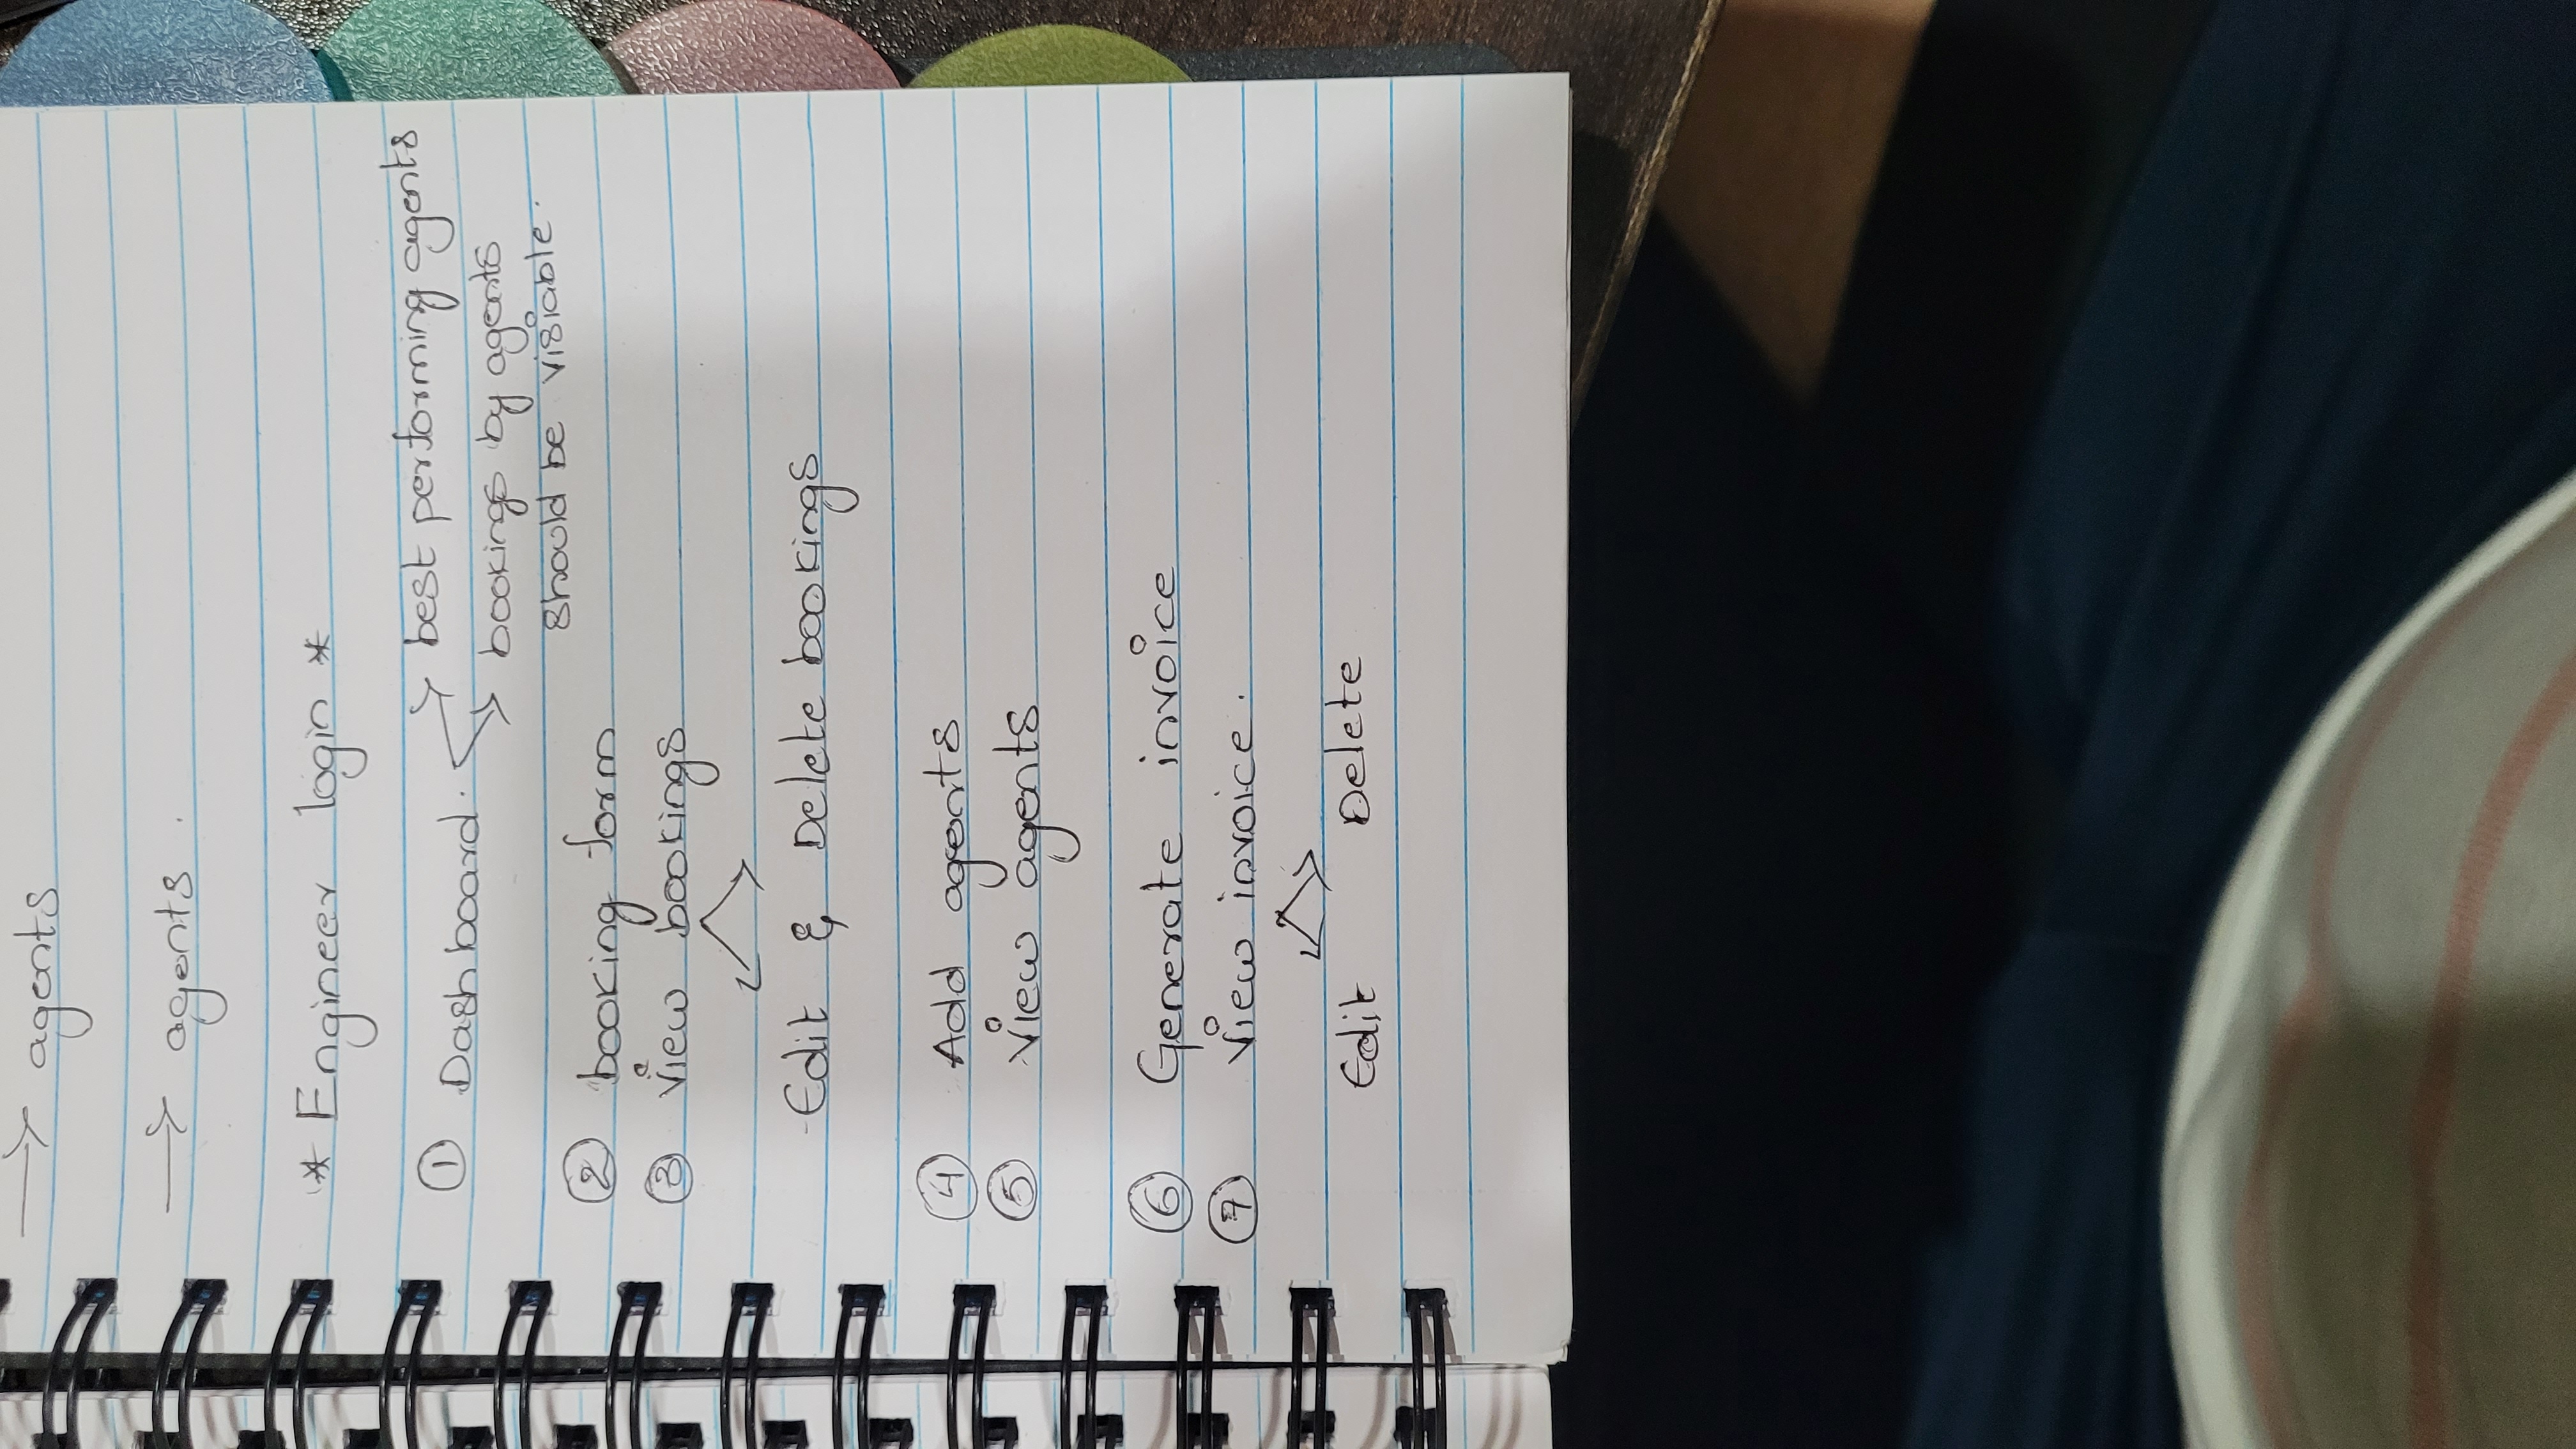 → agents
→ agents.
* Engineer login *
① Dashboard. → best performing agents
→ bookings by agents
should be visiable.
② booking form
③ view bookings
Edit & Delete bookings
④ Add agents
⑤ view agents
⑥ Generate invoice
⑦ view invoice.
Edit Delete